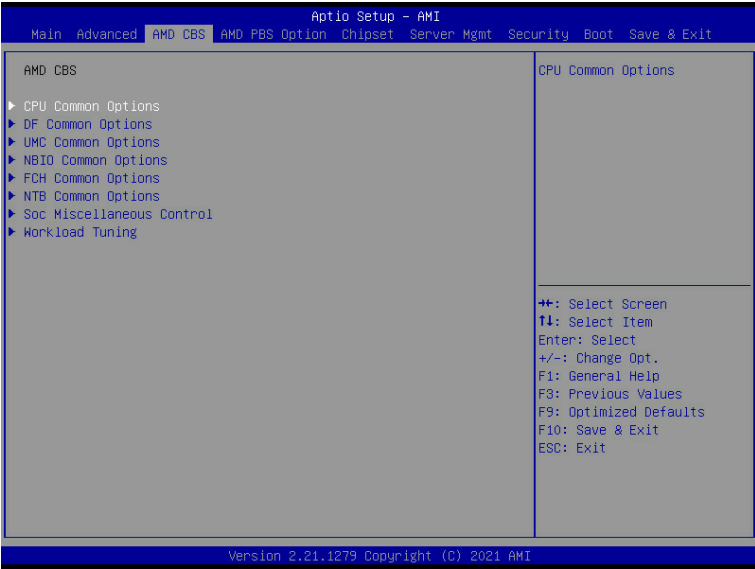 Aptio Setup – AMI
Main Advanced AMD CBS AMD PBS Option Chipset Server Mgmt Security Boot Save & Exit
AMD CBS
CPU Common Options
DF Common Options
UMC Common Options
NBIO Common Options
FCH Common Options
NTB Common Options
Soc Miscellaneous Control
Workload Tuning
CPU Common Options
→←: Select Screen
↑↓: Select Item
Enter: Select
+/-: Change Opt.
F1: General Help
F3: Previous Values
F9: Optimized Defaults
F10: Save & Exit
ESC: Exit
Version 2.21.1279 Copyright (C) 2021 AMI